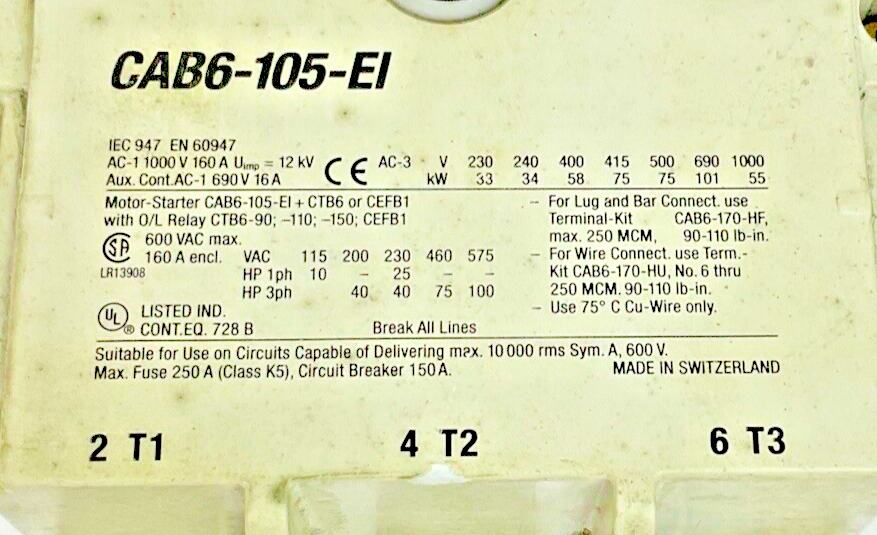 CAB6-105-EI
IEC 947 EN 60947
AC-1 1000 V 160 A Uimp = 12 kV CE AC-3 V 230 240 400 415 500 690 1000
Aux. Cont.AC-1 690 V 16 A kW 33 34 58 75 75 101 55
Motor-Starter CAB6-105-EI + CTB6 or CEFB1
with O/L Relay CTB6-90; -110; -150; CEFB1
SA 600 VAC max.
160 A encl. VAC 115 200 230 460 575
LR13908 HP 1ph 10 - 25 - -
HP 3ph 40 40 75 100
UL ® LISTED IND.
CONT.EQ. 728 B Break All Lines
- For Lug and Bar Connect. use
Terminal-Kit CAB6-170-HF,
max. 250 MCM, 90-110 lb-in.
- For Wire Connect. use Term.-
Kit CAB6-170-HU, No. 6 thru
250 MCM. 90-110 lb-in.
- Use 75° C Cu-Wire only.
Suitable for Use on Circuits Capable of Delivering max. 10 000 rms Sym. A, 600 V.
Max. Fuse 250 A (Class K5), Circuit Breaker 150 A. MADE IN SWITZERLAND
2 T1 4 T2 6 T3